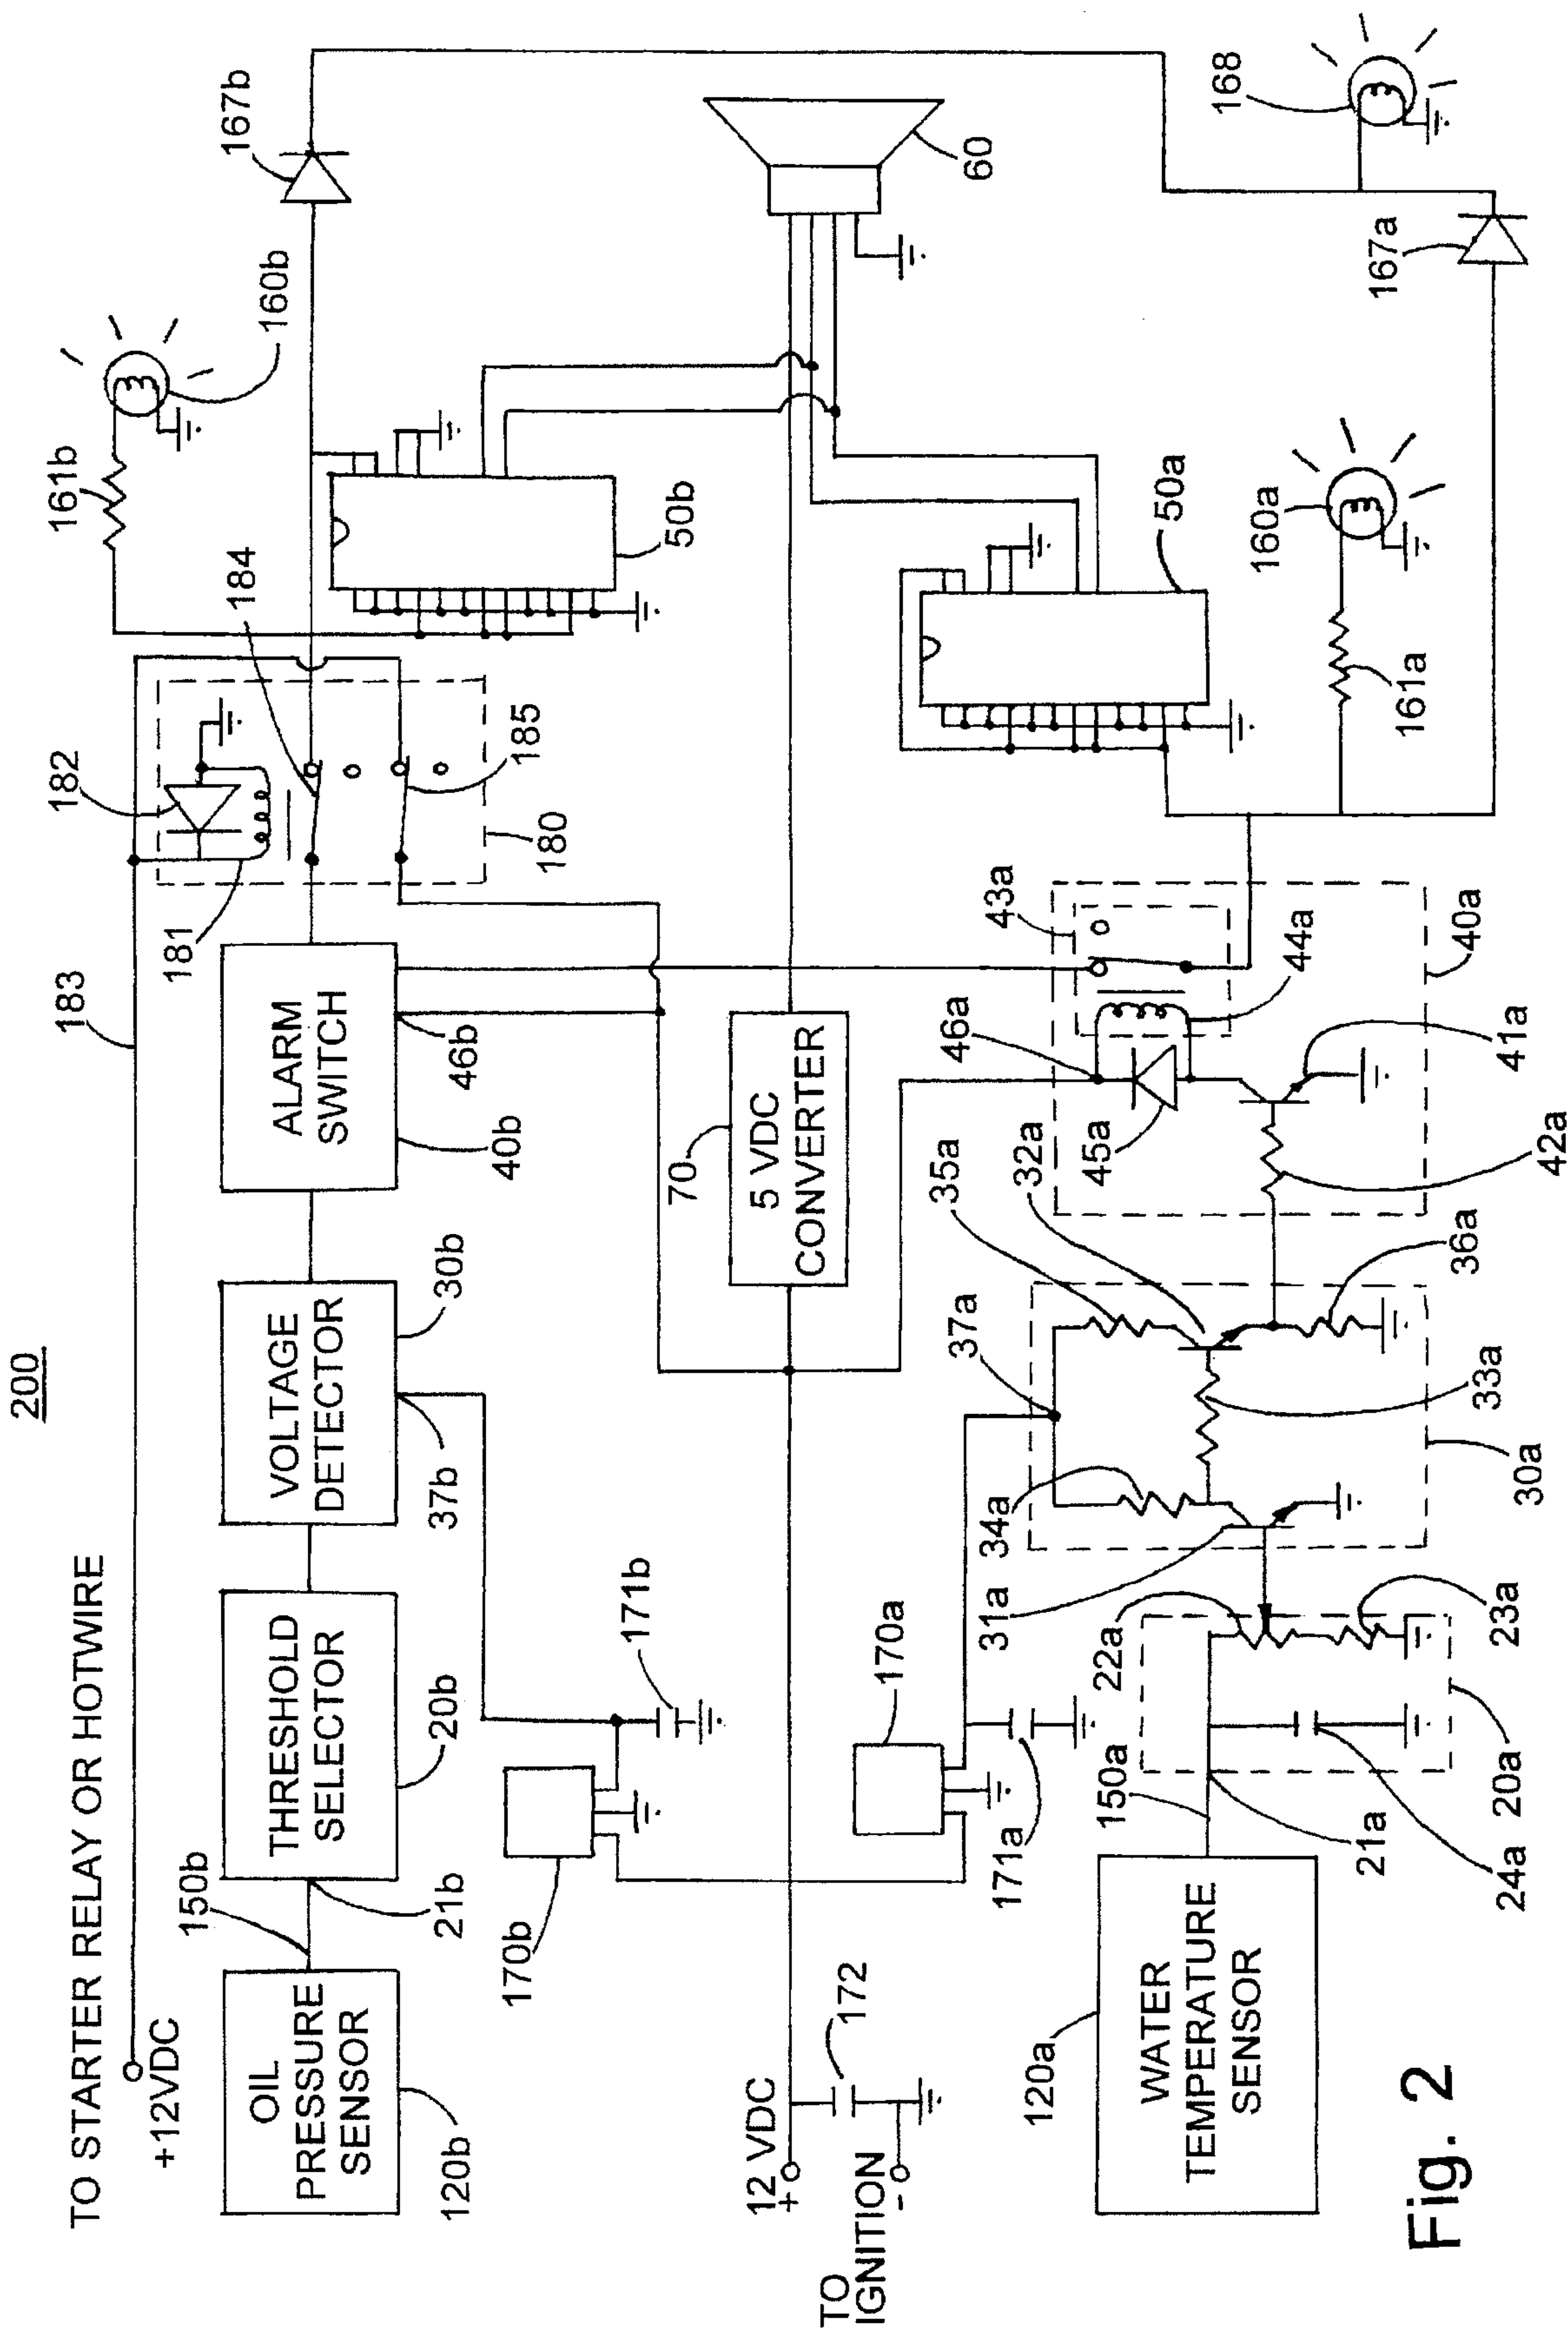 200
TO STARTER RELAY OR HOTWIRE
+12VDC
183
181
182
184
185
180
161b
160b
167b
OIL
PRESSURE
SENSOR
120b
150b
21b
THRESHOLD
SELECTOR
20b
VOLTAGE
DETECTOR
30b
37b
ALARM
SWITCH
40b
46b
50b
170b
171b
12 VDC
+
172
TO
IGNITION
-
70
5 VDC
CONVERTER
60
170a
171a
WATER
TEMPERATURE
SENSOR
120a
150a
21a
24a
20a
22a
23a
31a
34a
37a
35a
32a
33a
36a
30a
46a
45a
43a
44a
40a
41a
42a
50a
160a
161a
167a
168
Fig. 2